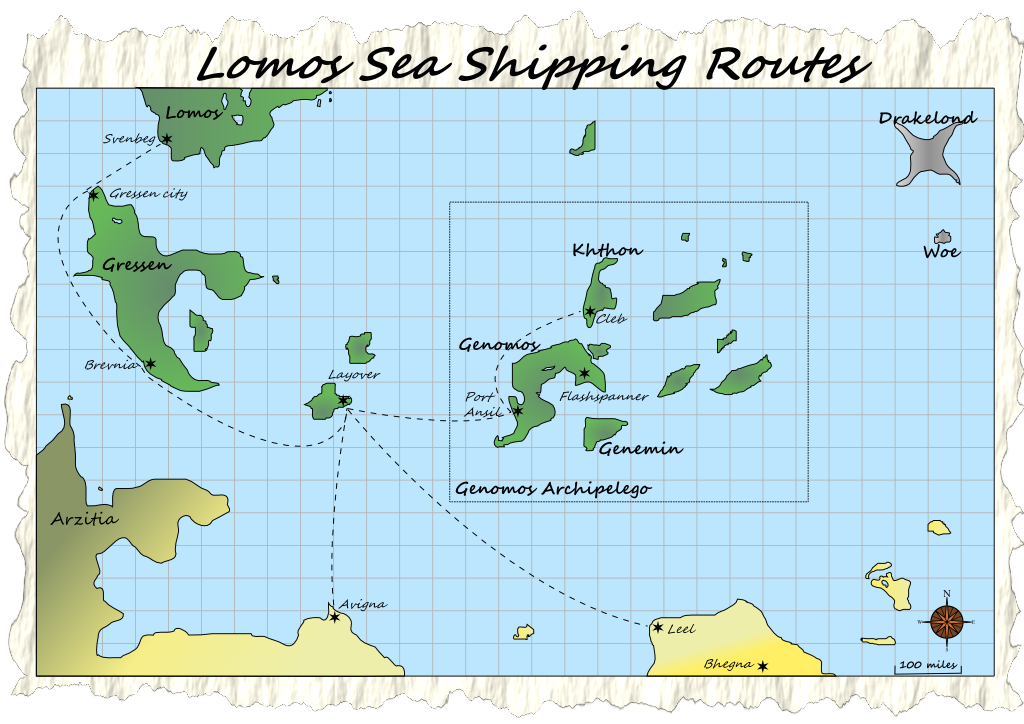 Lomos Sea Shipping Routes
Lomos
Drakelond
Svenbeg
Gressen city
Khthon
Woe
Gressen
Cleb
Genomos
Brevnia
Layover
Port
Ansil
Flashspanner
Genemin
Genomos Archipelego
Arzitia
Avigna
N
W
E
S
Leel
Bhegna
100 miles